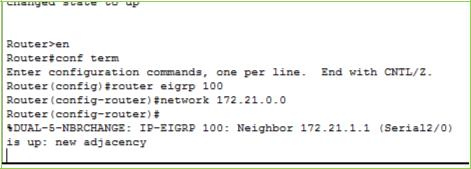 changed state to up
Router>en
Router#conf term
Enter configuration commands, one per line.  End with CNTL/Z.
Router(config)#router eigrp 100
Router(config-router)#network 172.21.0.0
Router(config-router)#
%DUAL-5-NBRCHANGE: IP-EIGRP 100: Neighbor 172.21.1.1 (Serial2/0)
is up: new adjacency